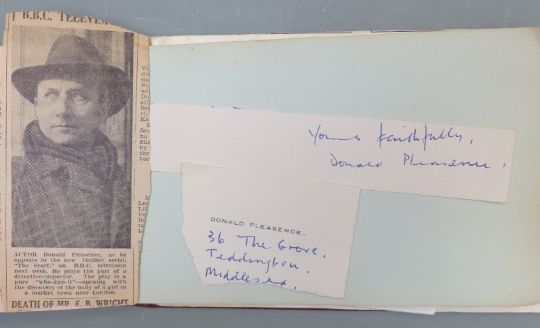 B.B.C. TELEVIS
ACTOR Donald Pleasence, as he
appears in the new thriller serial,
"The Scarf," on B.B.C. television
next week. He plays the part of a
detective-inspector. The play is a
pure "who-dun-it"—opening with
the discovery of the body of a girl in
a market town near London.
DEATH OF MR. E. B. WRIGHT
Yours faithfully,
Donald Pleasence.
DONALD PLEASENCE.
36 The Grove.
Teddington.
Middlesex.